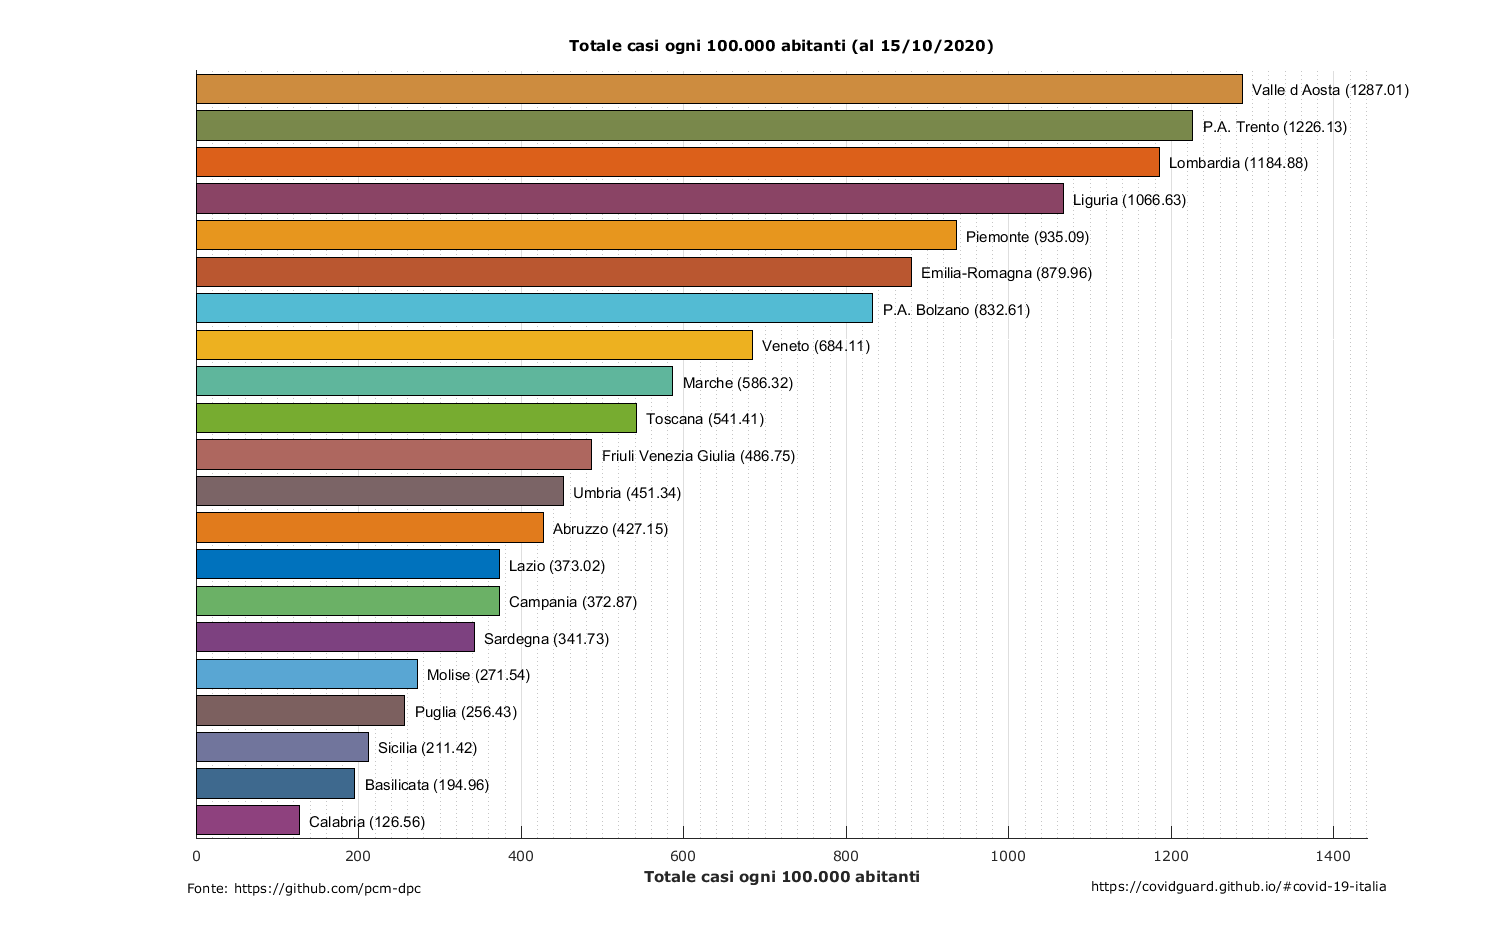 Totale casi ogni 100.000 abitanti (al 15/10/2020)
Valle d Aosta (1287.01)
P.A. Trento (1226.13)
Lombardia (1184.88)
Liguria (1066.63)
Piemonte (935.09)
Emilia-Romagna (879.96)
P.A. Bolzano (832.61)
Veneto (684.11)
Marche (586.32)
Toscana (541.41)
Friuli Venezia Giulia (486.75)
Umbria (451.34)
Abruzzo (427.15)
Lazio (373.02)
Campania (372.87)
Sardegna (341.73)
Molise (271.54)
Puglia (256.43)
Sicilia (211.42)
Basilicata (194.96)
Calabria (126.56)
0 200 400 600 800 1000 1200 1400
Totale casi ogni 100.000 abitanti
Fonte: https://github.com/pcm-dpc
https://covidguard.github.io/#covid-19-italia